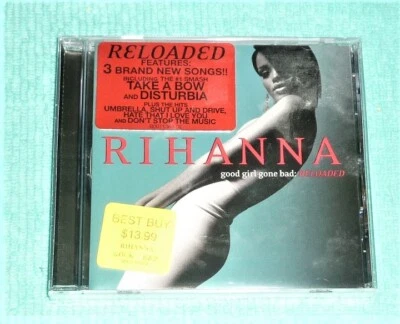 RELOADED
FEATURES:
3 BRAND NEW SONGS!!
INCLUDING THE #1 SMASH
TAKE A BOW
AND DISTURBIA
PLUS THE HITS
UMBRELLA, SHUT UP AND DRIVE,
HATE THAT I LOVE YOU
AND DON'T STOP THE MUSIC
RIHANNA
good girl gone bad: RELOADED
BEST BUY
$13.99
RIHANNA